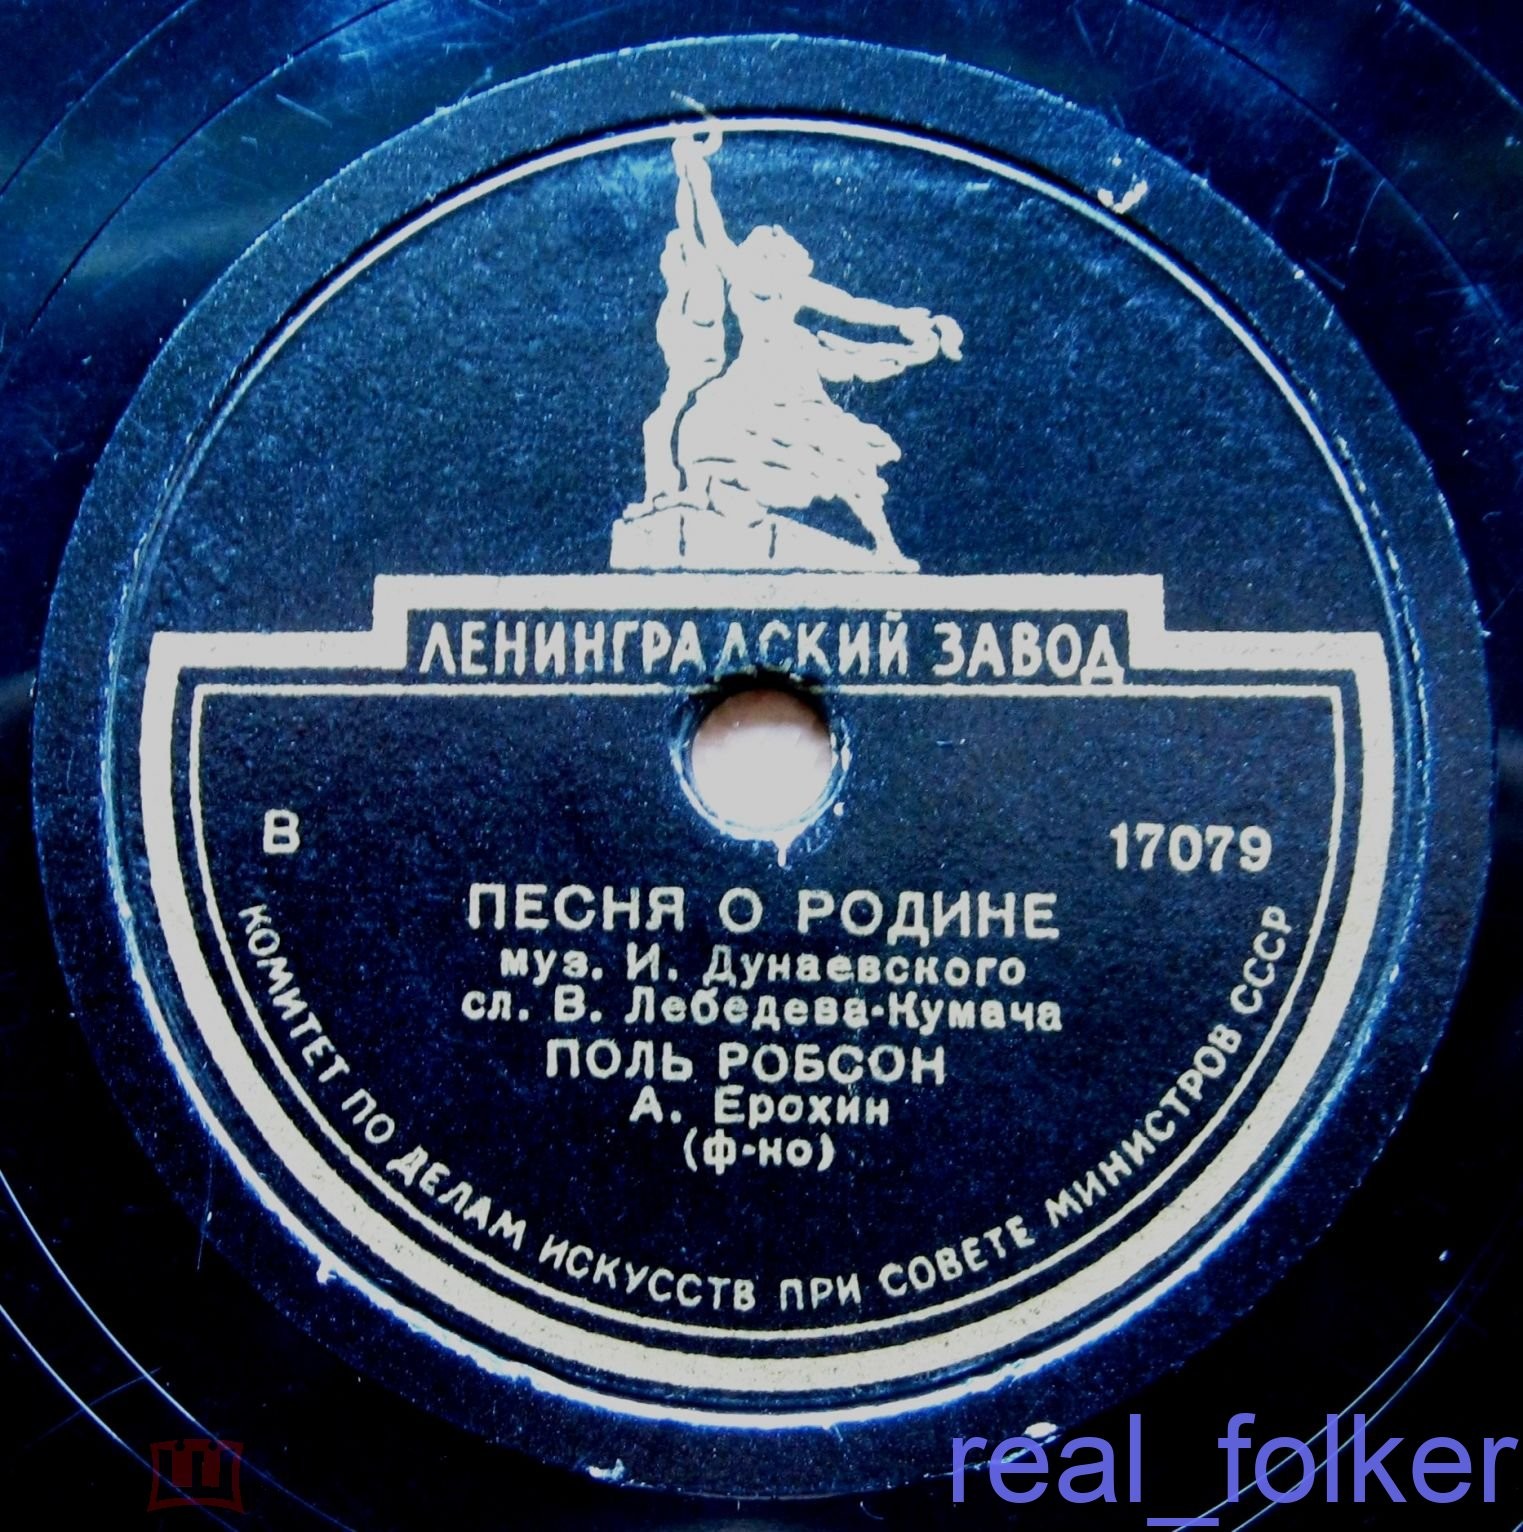 ЛЕНИНГРАДСКИЙ ЗАВОД
В 17079
ПЕСНЯ О РОДИНЕ
муз. И. Дунаевского
сл. В. Лебедева-Кумача
ПОЛЬ РОБСОН
А. Ерохин
(ф-но)
КОМИТЕТ ПО ДЕЛАМ ИСКУССТВ ПРИ СОВЕТЕ МИНИСТРОВ СССР
real_folker